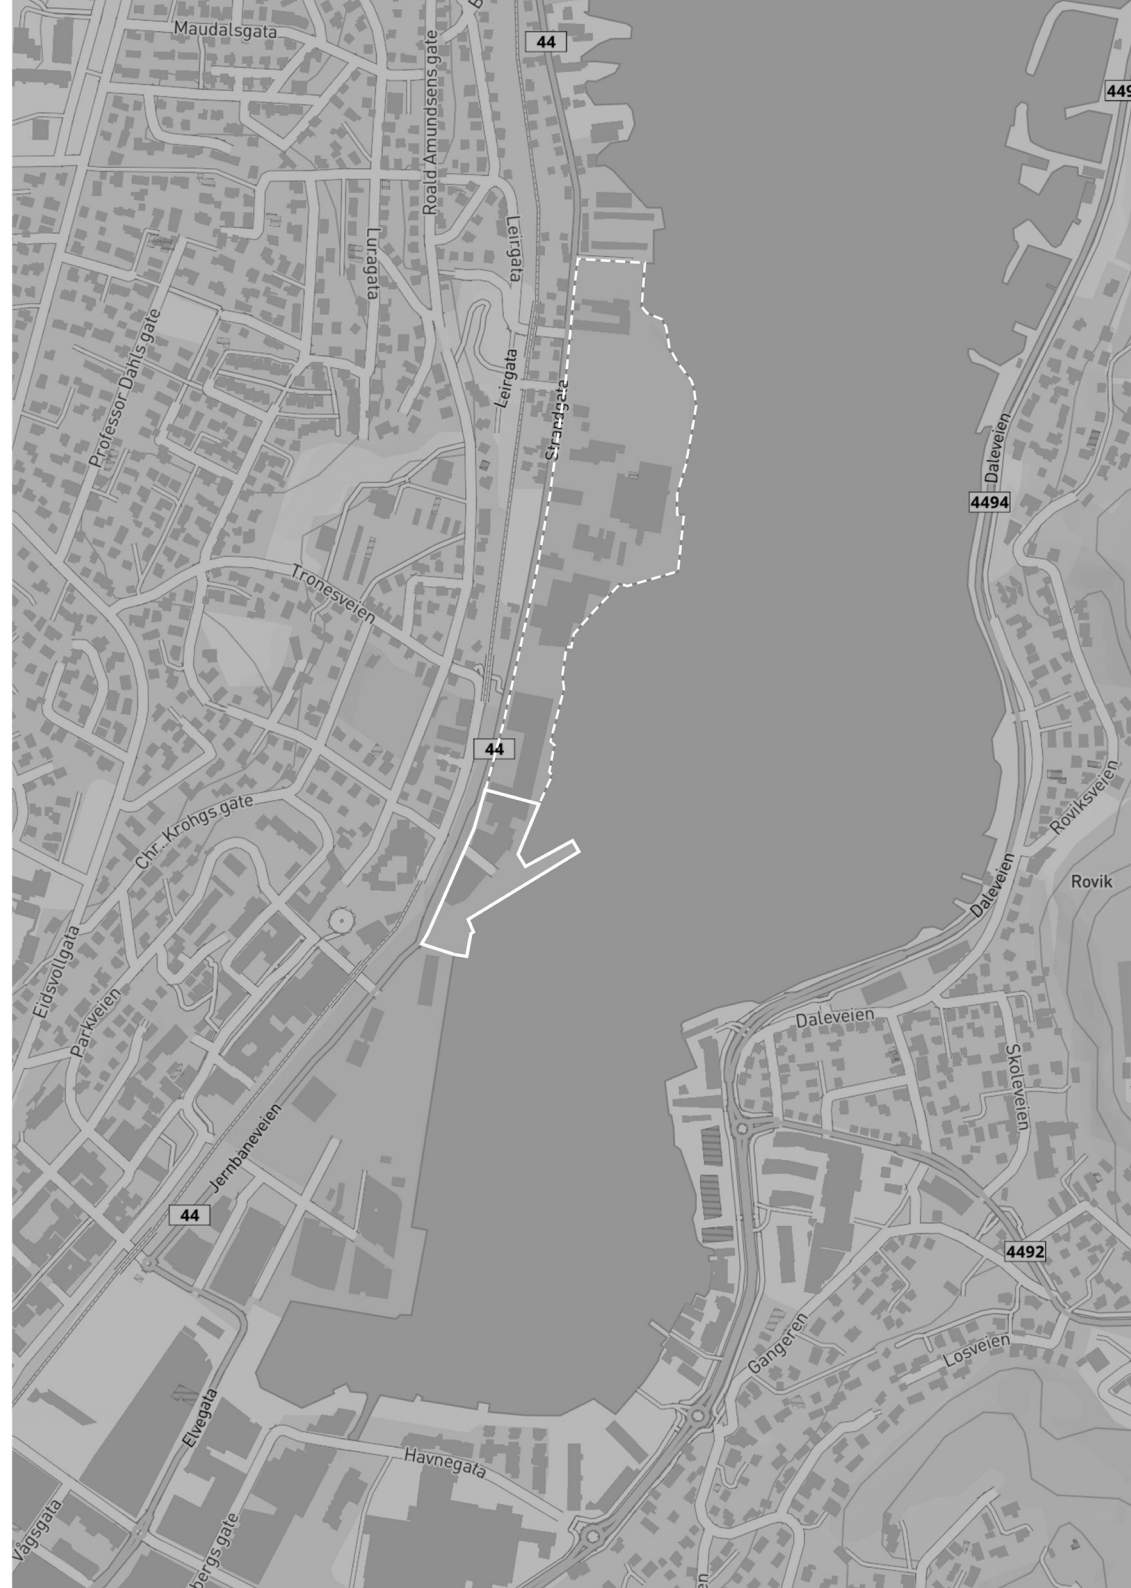 Maudalsgata
44
Roald Amundsens gate
Leirgata
Luragata
Professor Dahls gate
Leirgata
Strandgata
Daleveien
4494
Tronesveien
44
Chr. Krohgs gate
Roviksveien
Rovik
Daleveien
Eidsvollgata
Parkveien
Daleveien
Skoleveien
Jernbaneveien
44
4492
Gangeren
Losveien
Elvegata
Havnegata
Vågsgata